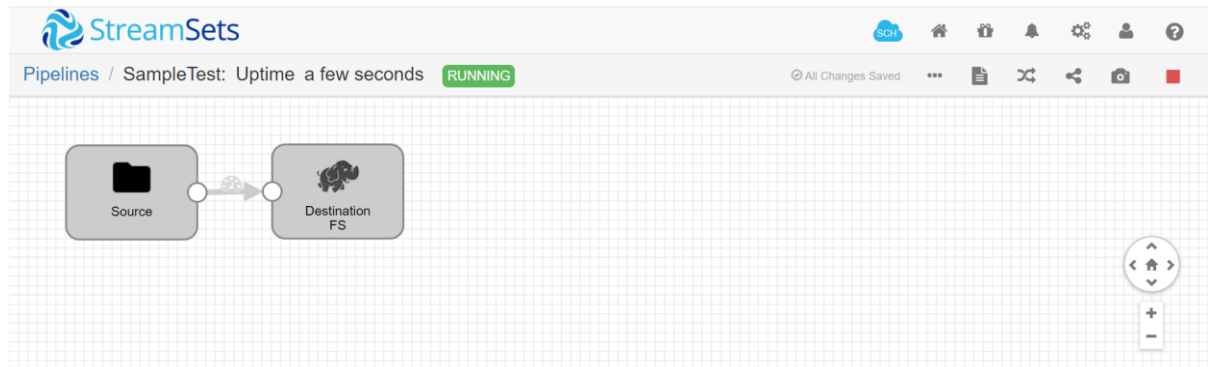 StreamSets
SCH
Pipelines / SampleTest: Uptime a few seconds RUNNING
All Changes Saved
Source
Destination
FS